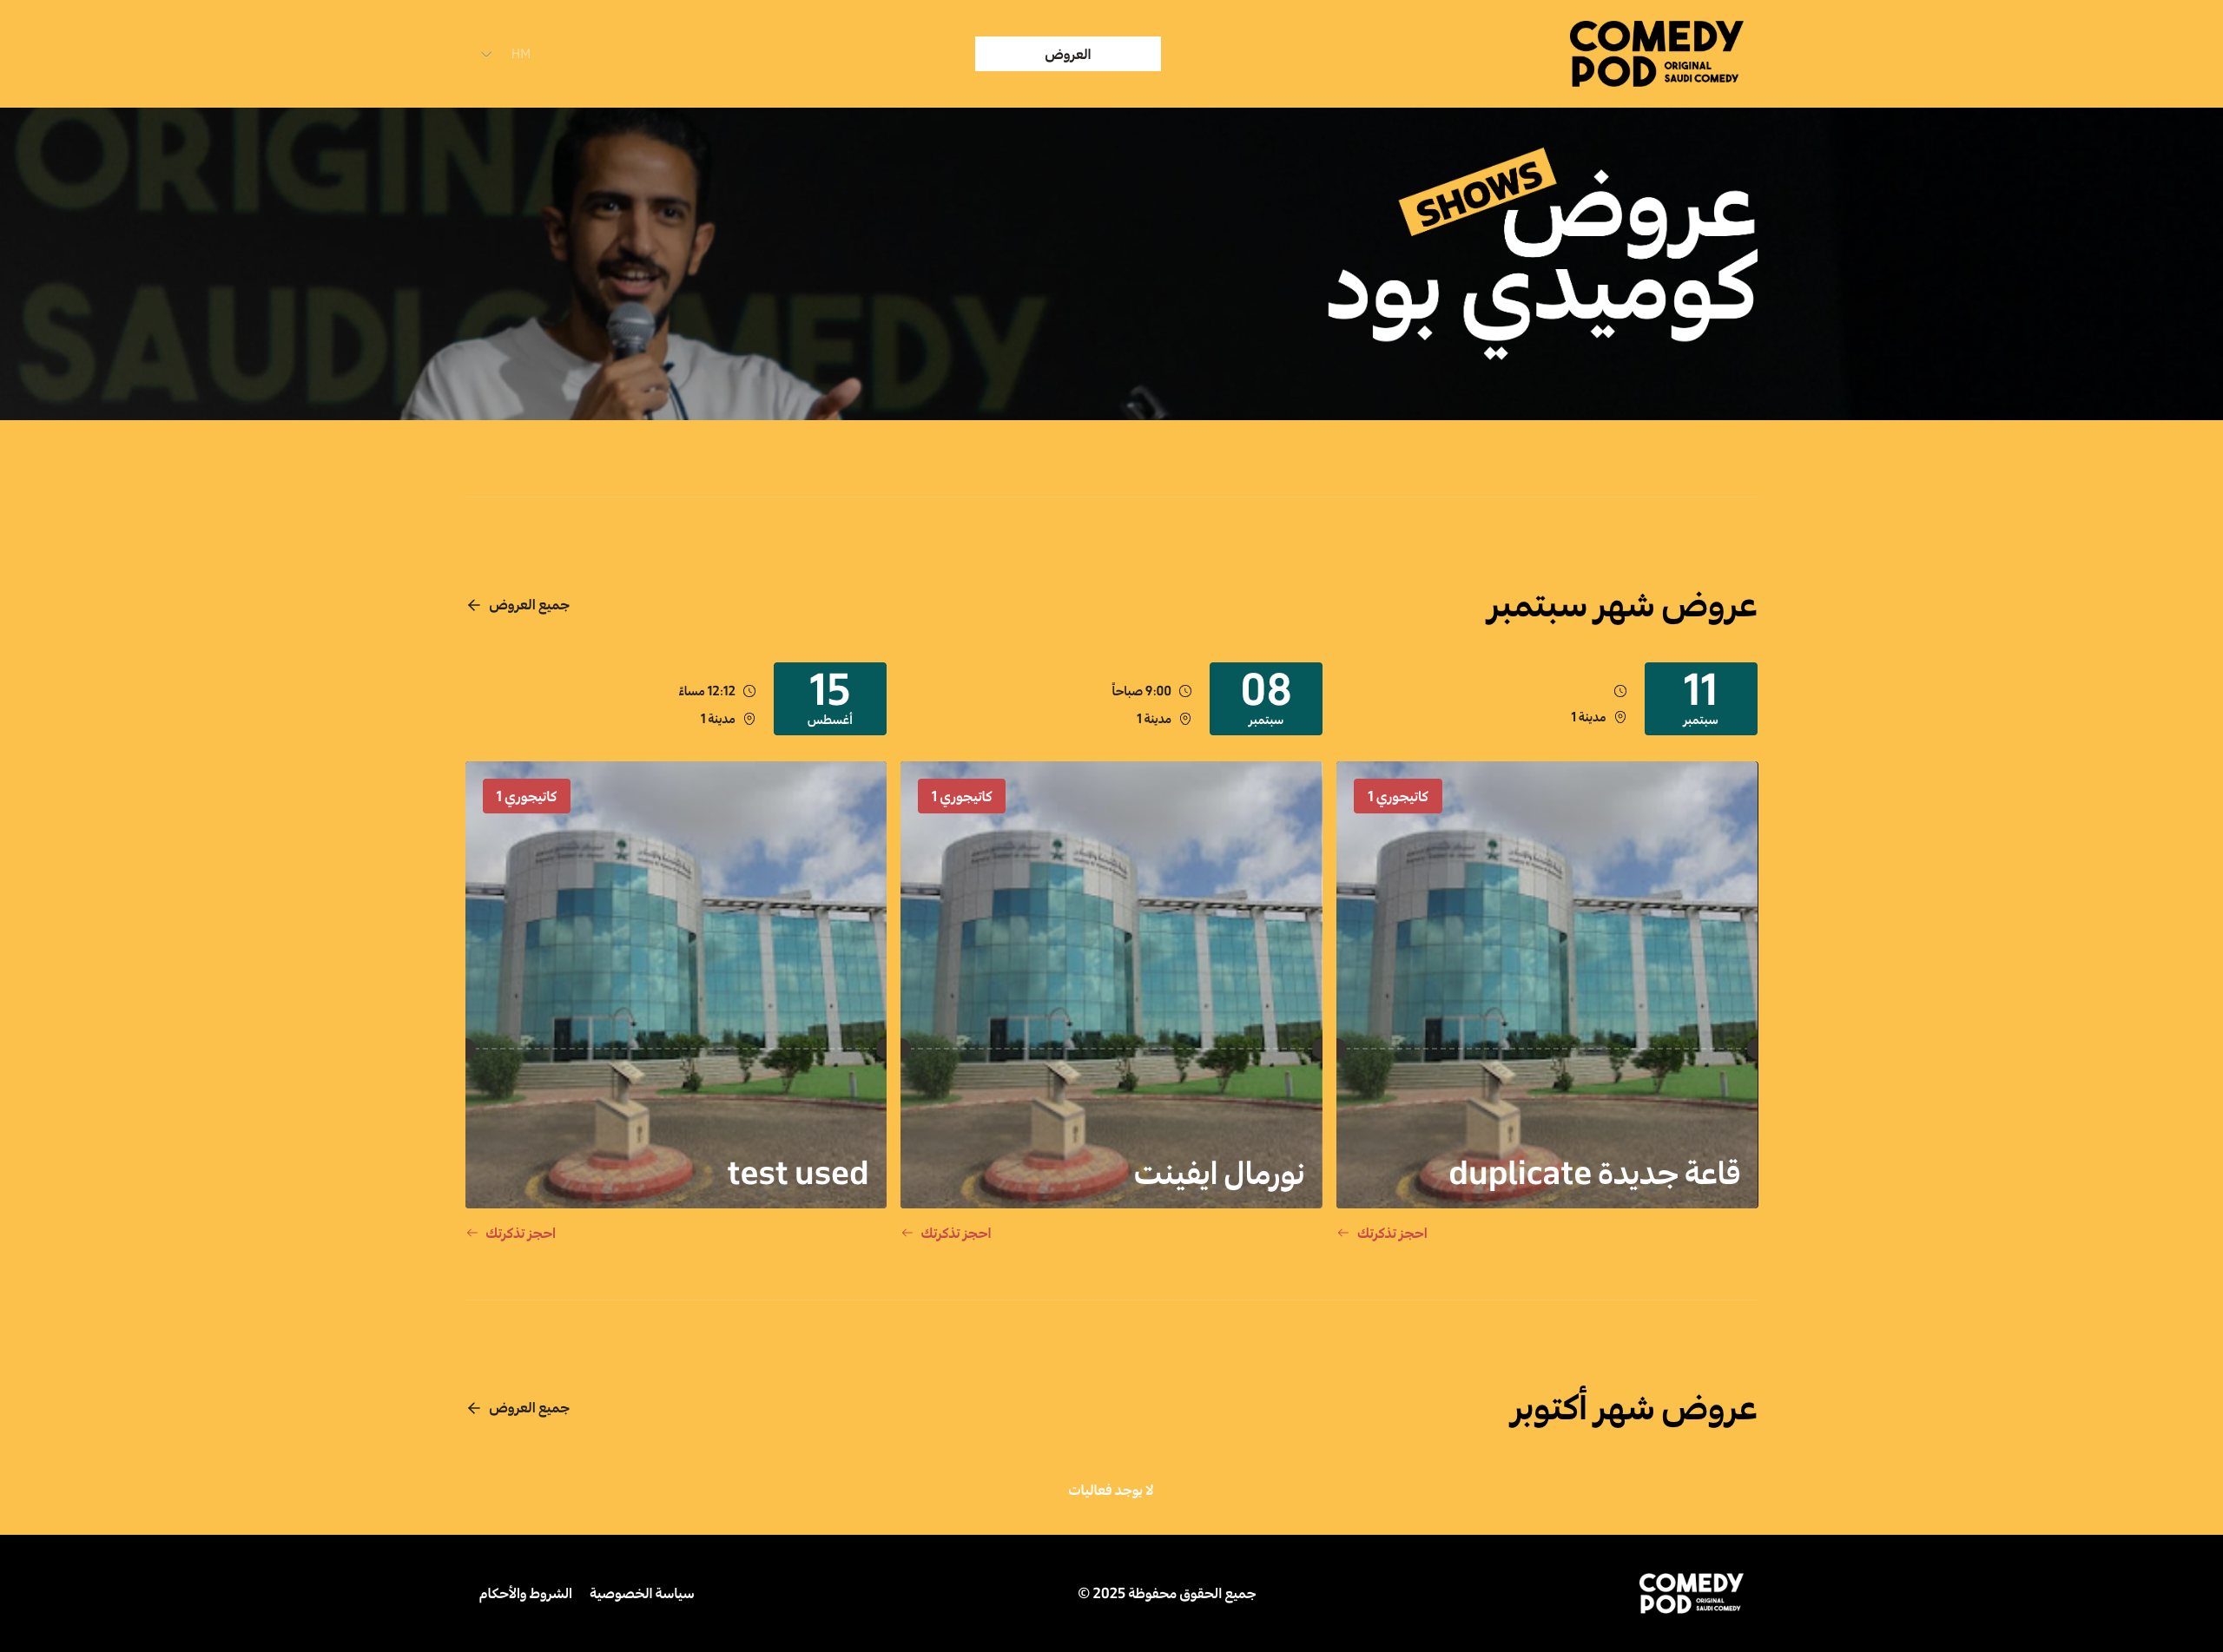 COMEDY
POD ORIGINAL
SAUDI COMEDY
العروض
HM
ORIGINA
SAUDI COMEDY
عروض SHOWS
كوميدي بود
عروض شهر سبتمبر
جميع العروض
11
سبتمبر
مدينة 1
08
سبتمبر
9:00 صباحاً
مدينة 1
15
أغسطس
12:12 مساءً
مدينة 1
كاتيجوري 1
قاعة جديدة duplicate
احجز تذكرتك
كاتيجوري 1
نورمال ايفينت
احجز تذكرتك
كاتيجوري 1
test used
احجز تذكرتك
عروض شهر أكتوبر
جميع العروض
لا يوجد فعاليات
COMEDY
POD ORIGINAL
SAUDI COMEDY
جميع الحقوق محفوظة 2025 ©
سياسة الخصوصية
الشروط والأحكام